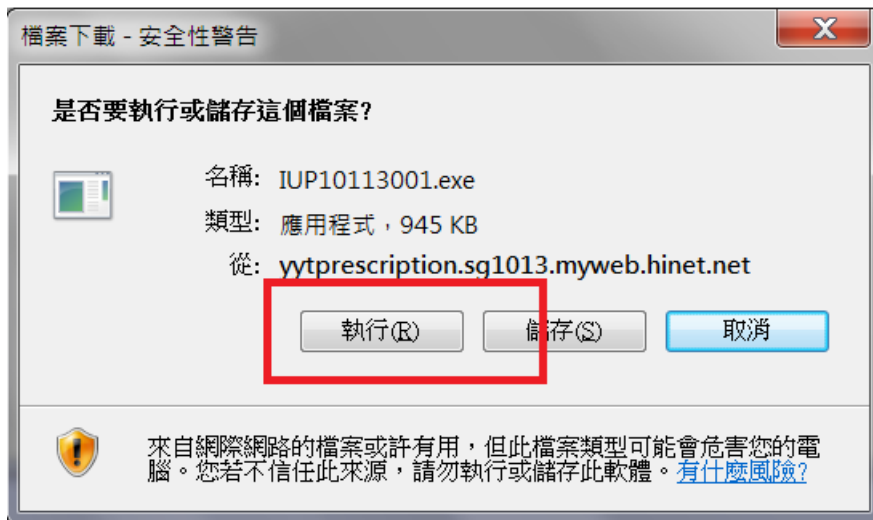 檔案下載 - 安全性警告
是否要執行或儲存這個檔案?
名稱: IUP10113001.exe
類型: 應用程式，945 KB
從: yytprescription.sg1013.myweb.hinet.net
執行(R) 儲存(S) 取消
來自網際網路的檔案或許有用，但此檔案類型可能會危害您的電
腦。您若不信任此來源，請勿執行或儲存此軟體。有什麼風險?